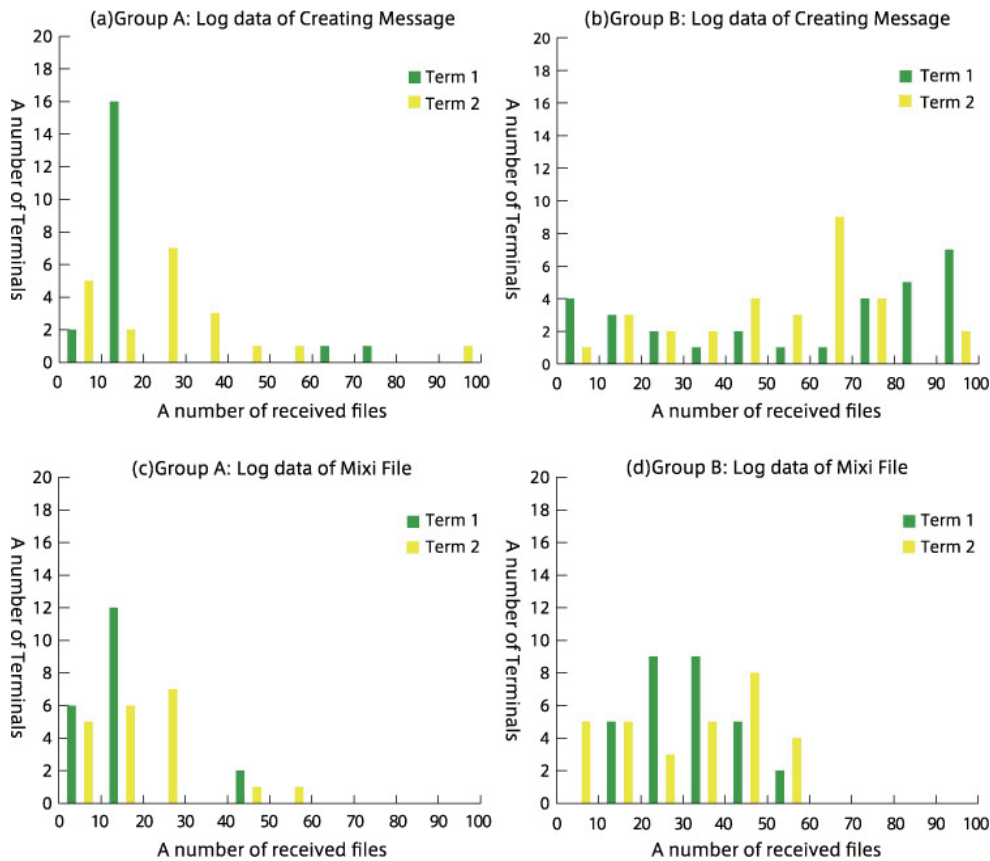 (a)Group A: Log data of Creating Message
20
18
16
14
12
10
8
6
4
2
0
A number of Terminals
Term 1
Term 2
0 10 20 30 40 50 60 70 80 90 100
A number of received files
(b)Group B: Log data of Creating Message
20
18
16
14
12
10
8
6
4
2
0
A number of Terminals
Term 1
Term 2
0 10 20 30 40 50 60 70 80 90 100
A number of received files
(c)Group A: Log data of Mixi File
20
18
16
14
12
10
8
6
4
2
0
A number of Terminals
Term 1
Term 2
0 10 20 30 40 50 60 70 80 90 100
A number of received files
(d)Group B: Log data of Mixi File
20
18
16
14
12
10
8
6
4
2
0
A number of Terminals
Term 1
Term 2
0 10 20 30 40 50 60 70 80 90 100
A number of received files